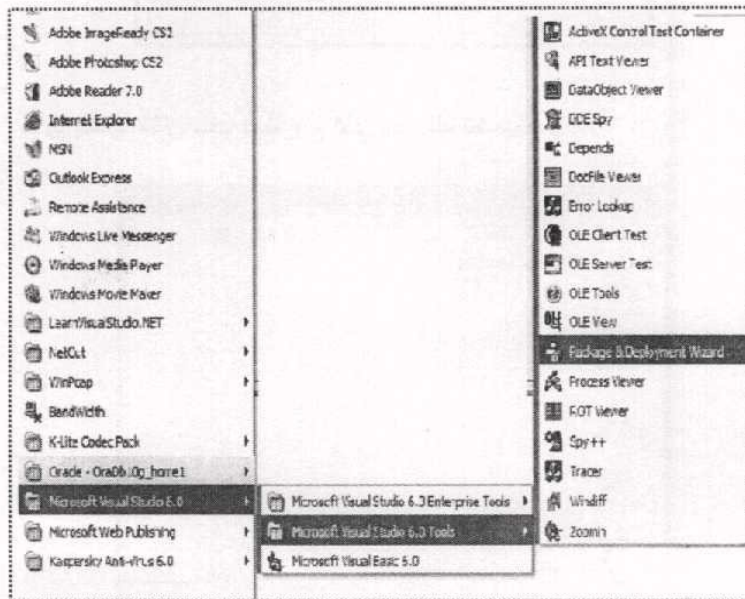 Adobe ImageReady CS2
Adobe Photoshop CS2
Adobe Reader 7.0
Internet Explorer
MSN
Outlook Express
Remote Assistance
Windows Live Messenger
Windows Media Player
Windows Movie Maker
LearnVisualStudio.NET
NetCut
WinPcap
BandWidth
K-Lite Codec Pack
Oracle - OraDb10g_home1
Microsoft Visual Studio 6.0
Microsoft Web Publishing
Kaspersky Anti-Virus 6.0
Microsoft Visual Studio 6.0 Enterprise Tools
Microsoft Visual Studio 6.0 Tools
Microsoft Visual Basic 6.0
ActiveX Control Test Container
API Text Viewer
DataObject Viewer
DDE Spy
Depends
DocFile Viewer
Error Lookup
OLE Client Test
OLE Server Test
OLE Tools
OLE View
Package & Deployment Wizard
Process Viewer
ROT Viewer
Spy++
Tracer
Windiff
Zoomin